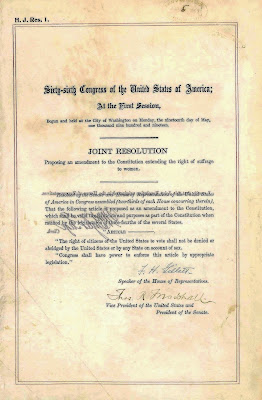 H. J. Res. 1.
5
Sixty-sixth Congress of the United States of America;
At the First Session,
Begun and held at the City of Washington on Monday, the nineteenth day of May,
one thousand nine hundred and nineteen.
JOINT RESOLUTION
Proposing an amendment to the Constitution extending the right of suffrage
to women.
Resolved by the Senate and House of Representatives of the United States
of America in Congress assembled (two-thirds of each House concurring therein),
That the following article is proposed as an amendment to the Constitution,
which shall be valid to all intents and purposes as part of the Constitution when
ratified by the legislatures of three-fourths of the several States.
"Article
"The right of citizens of the United States to vote shall not be denied or
abridged by the United States or by any State on account of sex.
"Congress shall have power to enforce this article by appropriate
legislation."
F. H. Gillett
Speaker of the House of Representatives.
Thos. R. Marshall
Vice President of the United States and
President of the Senate.